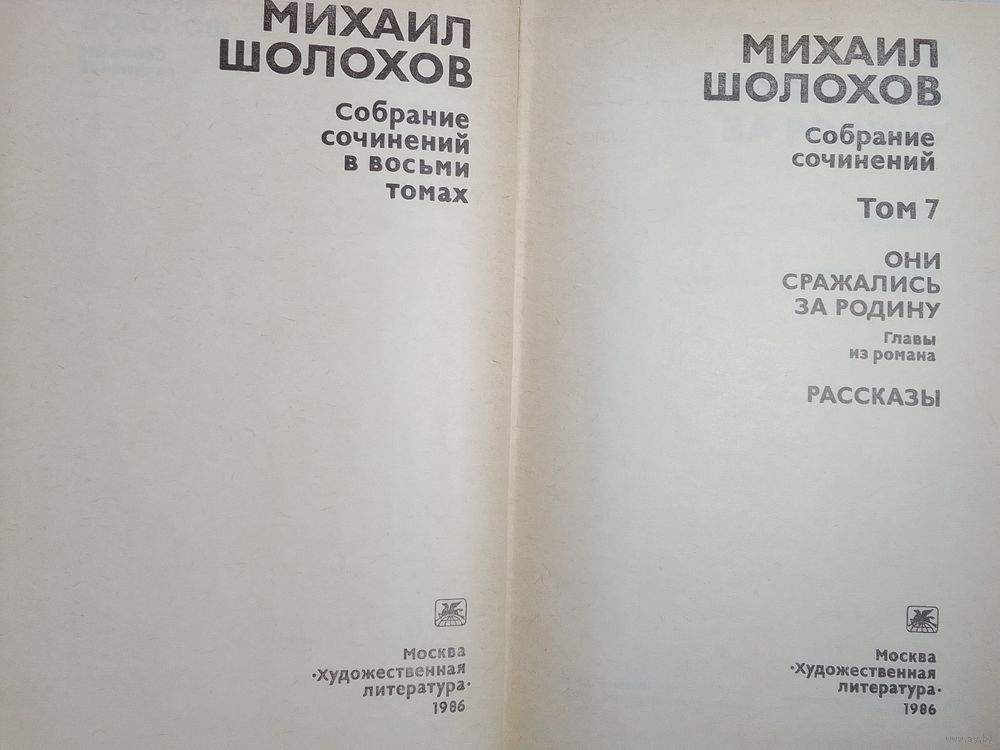 МИХАИЛ
ШОЛОХОВ
Собрание
сочинений
в восьми
томах
Москва
·Художественная
литература·
1986
МИХАИЛ
ШОЛОХОВ
Собрание
сочинений
Том 7
ОНИ
СРАЖАЛИСЬ
ЗА РОДИНУ
Главы
из романа
РАССКАЗЫ
Москва
·Художественная
литература·
1986